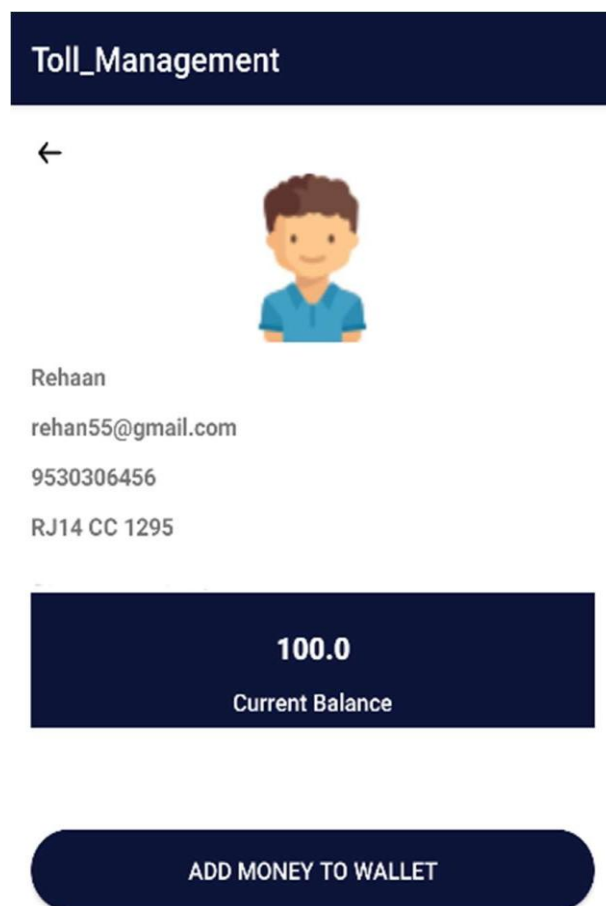 Toll_Management
Rehaan
rehan55@gmail.com
9530306456
RJ14 CC 1295
100.0
Current Balance
ADD MONEY TO WALLET